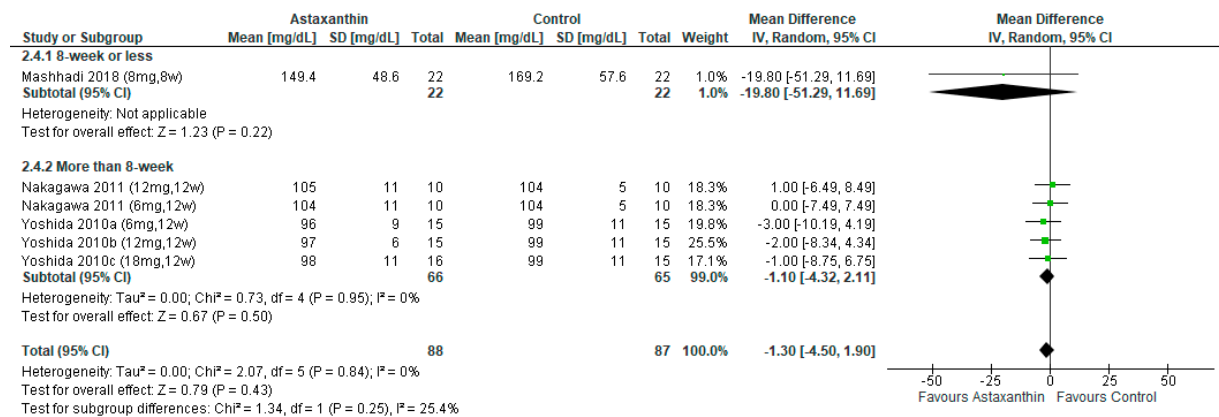 Astaxanthin Control Mean Difference Mean Difference
Study or Subgroup Mean [mg/dL] SD [mg/dL] Total Mean [mg/dL] SD [mg/dL] Total Weight IV, Random, 95% CI IV, Random, 95% CI
2.4.1 8-week or less
Mashhadi 2018 (8mg,8w) 149.4 48.6 22 169.2 57.6 22 1.0% -19.80 [-51.29, 11.69]
Subtotal (95% CI) 22 22 1.0% -19.80 [-51.29, 11.69]
Heterogeneity: Not applicable
Test for overall effect: Z = 1.23 (P = 0.22)
2.4.2 More than 8-week
Nakagawa 2011 (12mg,12w) 105 11 10 104 5 10 18.3% 1.00 [-6.49, 8.49]
Nakagawa 2011 (6mg,12w) 104 11 10 104 5 10 18.3% 0.00 [-7.49, 7.49]
Yoshida 2010a (6mg,12w) 96 9 15 99 11 15 19.8% -3.00 [-10.19, 4.19]
Yoshida 2010b (12mg,12w) 97 6 15 99 11 15 25.5% -2.00 [-8.34, 4.34]
Yoshida 2010c (18mg,12w) 98 11 16 99 11 15 17.1% -1.00 [-8.75, 6.75]
Subtotal (95% CI) 66 65 99.0% -1.10 [-4.32, 2.11]
Heterogeneity: Tau² = 0.00; Chi² = 0.73, df = 4 (P = 0.95); I² = 0%
Test for overall effect: Z = 0.67 (P = 0.50)
Total (95% CI) 88 87 100.0% -1.30 [-4.50, 1.90]
Heterogeneity: Tau² = 0.00; Chi² = 2.07, df = 5 (P = 0.84); I² = 0%
Test for overall effect: Z = 0.79 (P = 0.43)
Test for subgroup differences: Chi² = 1.34, df = 1 (P = 0.25), I² = 25.4%
-50 -25 0 25 50
Favours Astaxanthin Favours Control